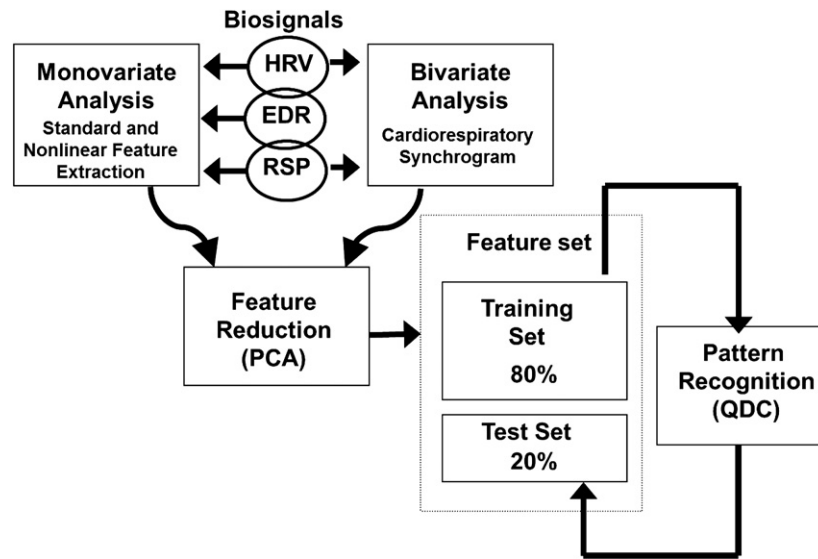 Biosignals
Monovariate
Analysis
Standard and
Nonlinear Feature
Extraction
HRV
EDR
RSP
Bivariate
Analysis
Cardiorespiratory
Synchrogram
Feature
Reduction
(PCA)
Feature set
Training
Set
80%
Test Set
20%
Pattern
Recognition
(QDC)